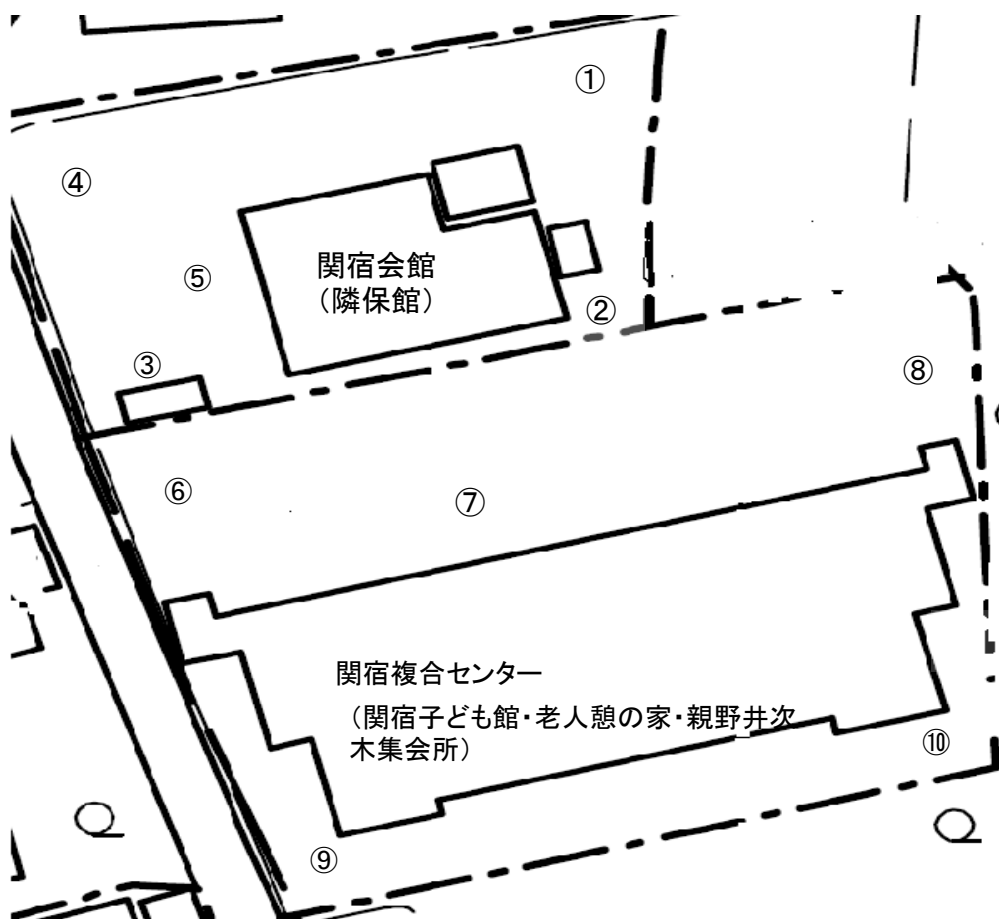 ①
④
⑤
関宿会館
（隣保館）
②
③
⑧
⑥
⑦
関宿複合センター
（関宿子ども館・老人憩の家・親野井次
木集会所）
⑩
⑨